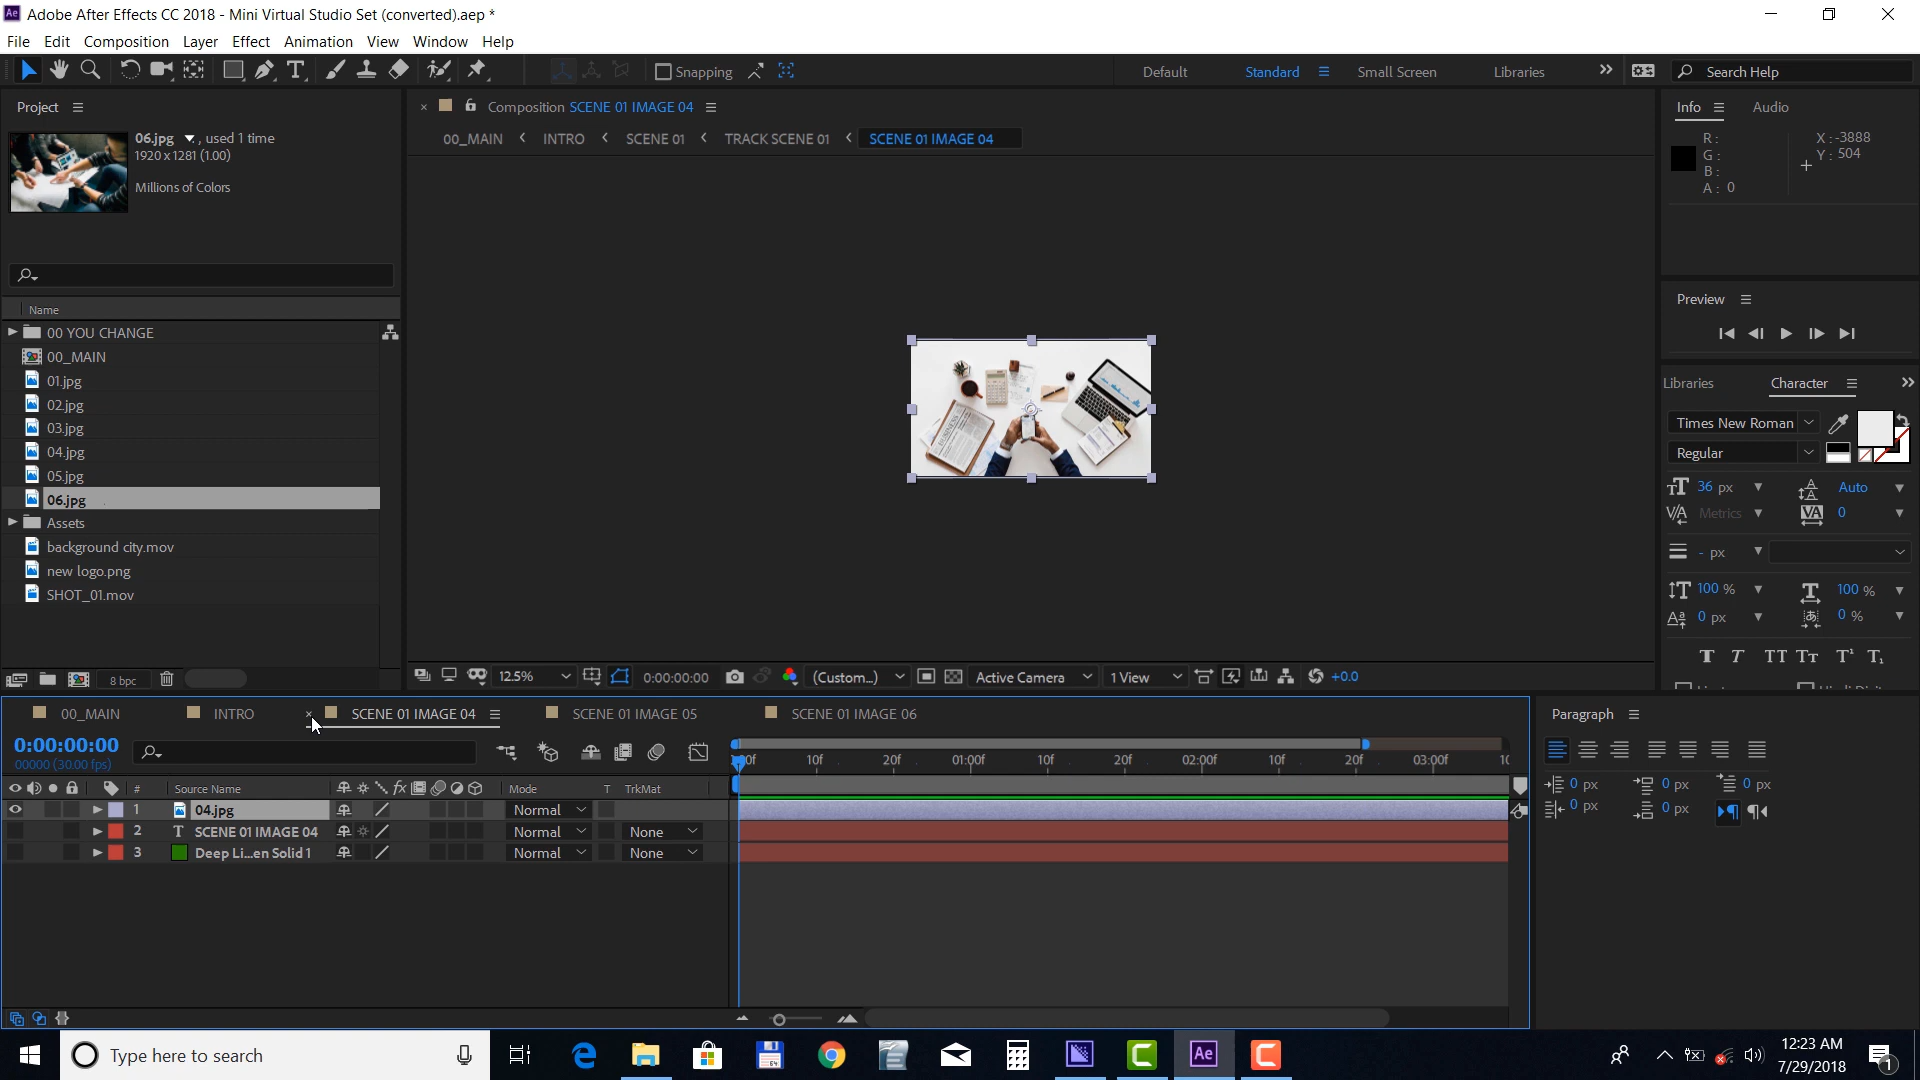 Ae Adobe After Effects CC 2018 - Mini Virtual Studio Set (converted).aep *
File Edit Composition Layer Effect Animation View Window Help
Snapping
Default Standard Small Screen Libraries Search Help
Project
06.jpg , used 1 time
1920 x 1281 (1.00)
Millions of Colors
Name
00 YOU CHANGE
00_MAIN
01.jpg
02.jpg
03.jpg
04.jpg
05.jpg
06.jpg
Assets
background city.mov
new logo.png
SHOT_01.mov
8 bpc
Composition SCENE 01 IMAGE 04
00_MAIN INTRO SCENE 01 TRACK SCENE 01 SCENE 01 IMAGE 04
BUSINESS
12.5% 0:00:00:00 (Custom...) Active Camera 1 View +0.0
Info Audio
R :
G :
B :
A : 0
X : -3888
Y : 504
Preview
Libraries Character
Times New Roman
Regular
36 px Auto
Metrics 0
- px
100 % 100 %
0 px 0 %
T T TT Tt T¹ T₁
00_MAIN INTRO SCENE 01 IMAGE 04 SCENE 01 IMAGE 05 SCENE 01 IMAGE 06
0:00:00:00
00000 (30.00 fps)
10f 20f 01:00f 10f 20f 02:00f 10f 20f 03:00f
# Source Name Mode T TrkMat
1 04.jpg Normal
2 T SCENE 01 IMAGE 04 Normal None
3 Deep Li...en Solid 1 Normal None
Paragraph
0 px 0 px 0 px
0 px 0 px
Type here to search
Ae
12:23 AM
7/29/2018
1